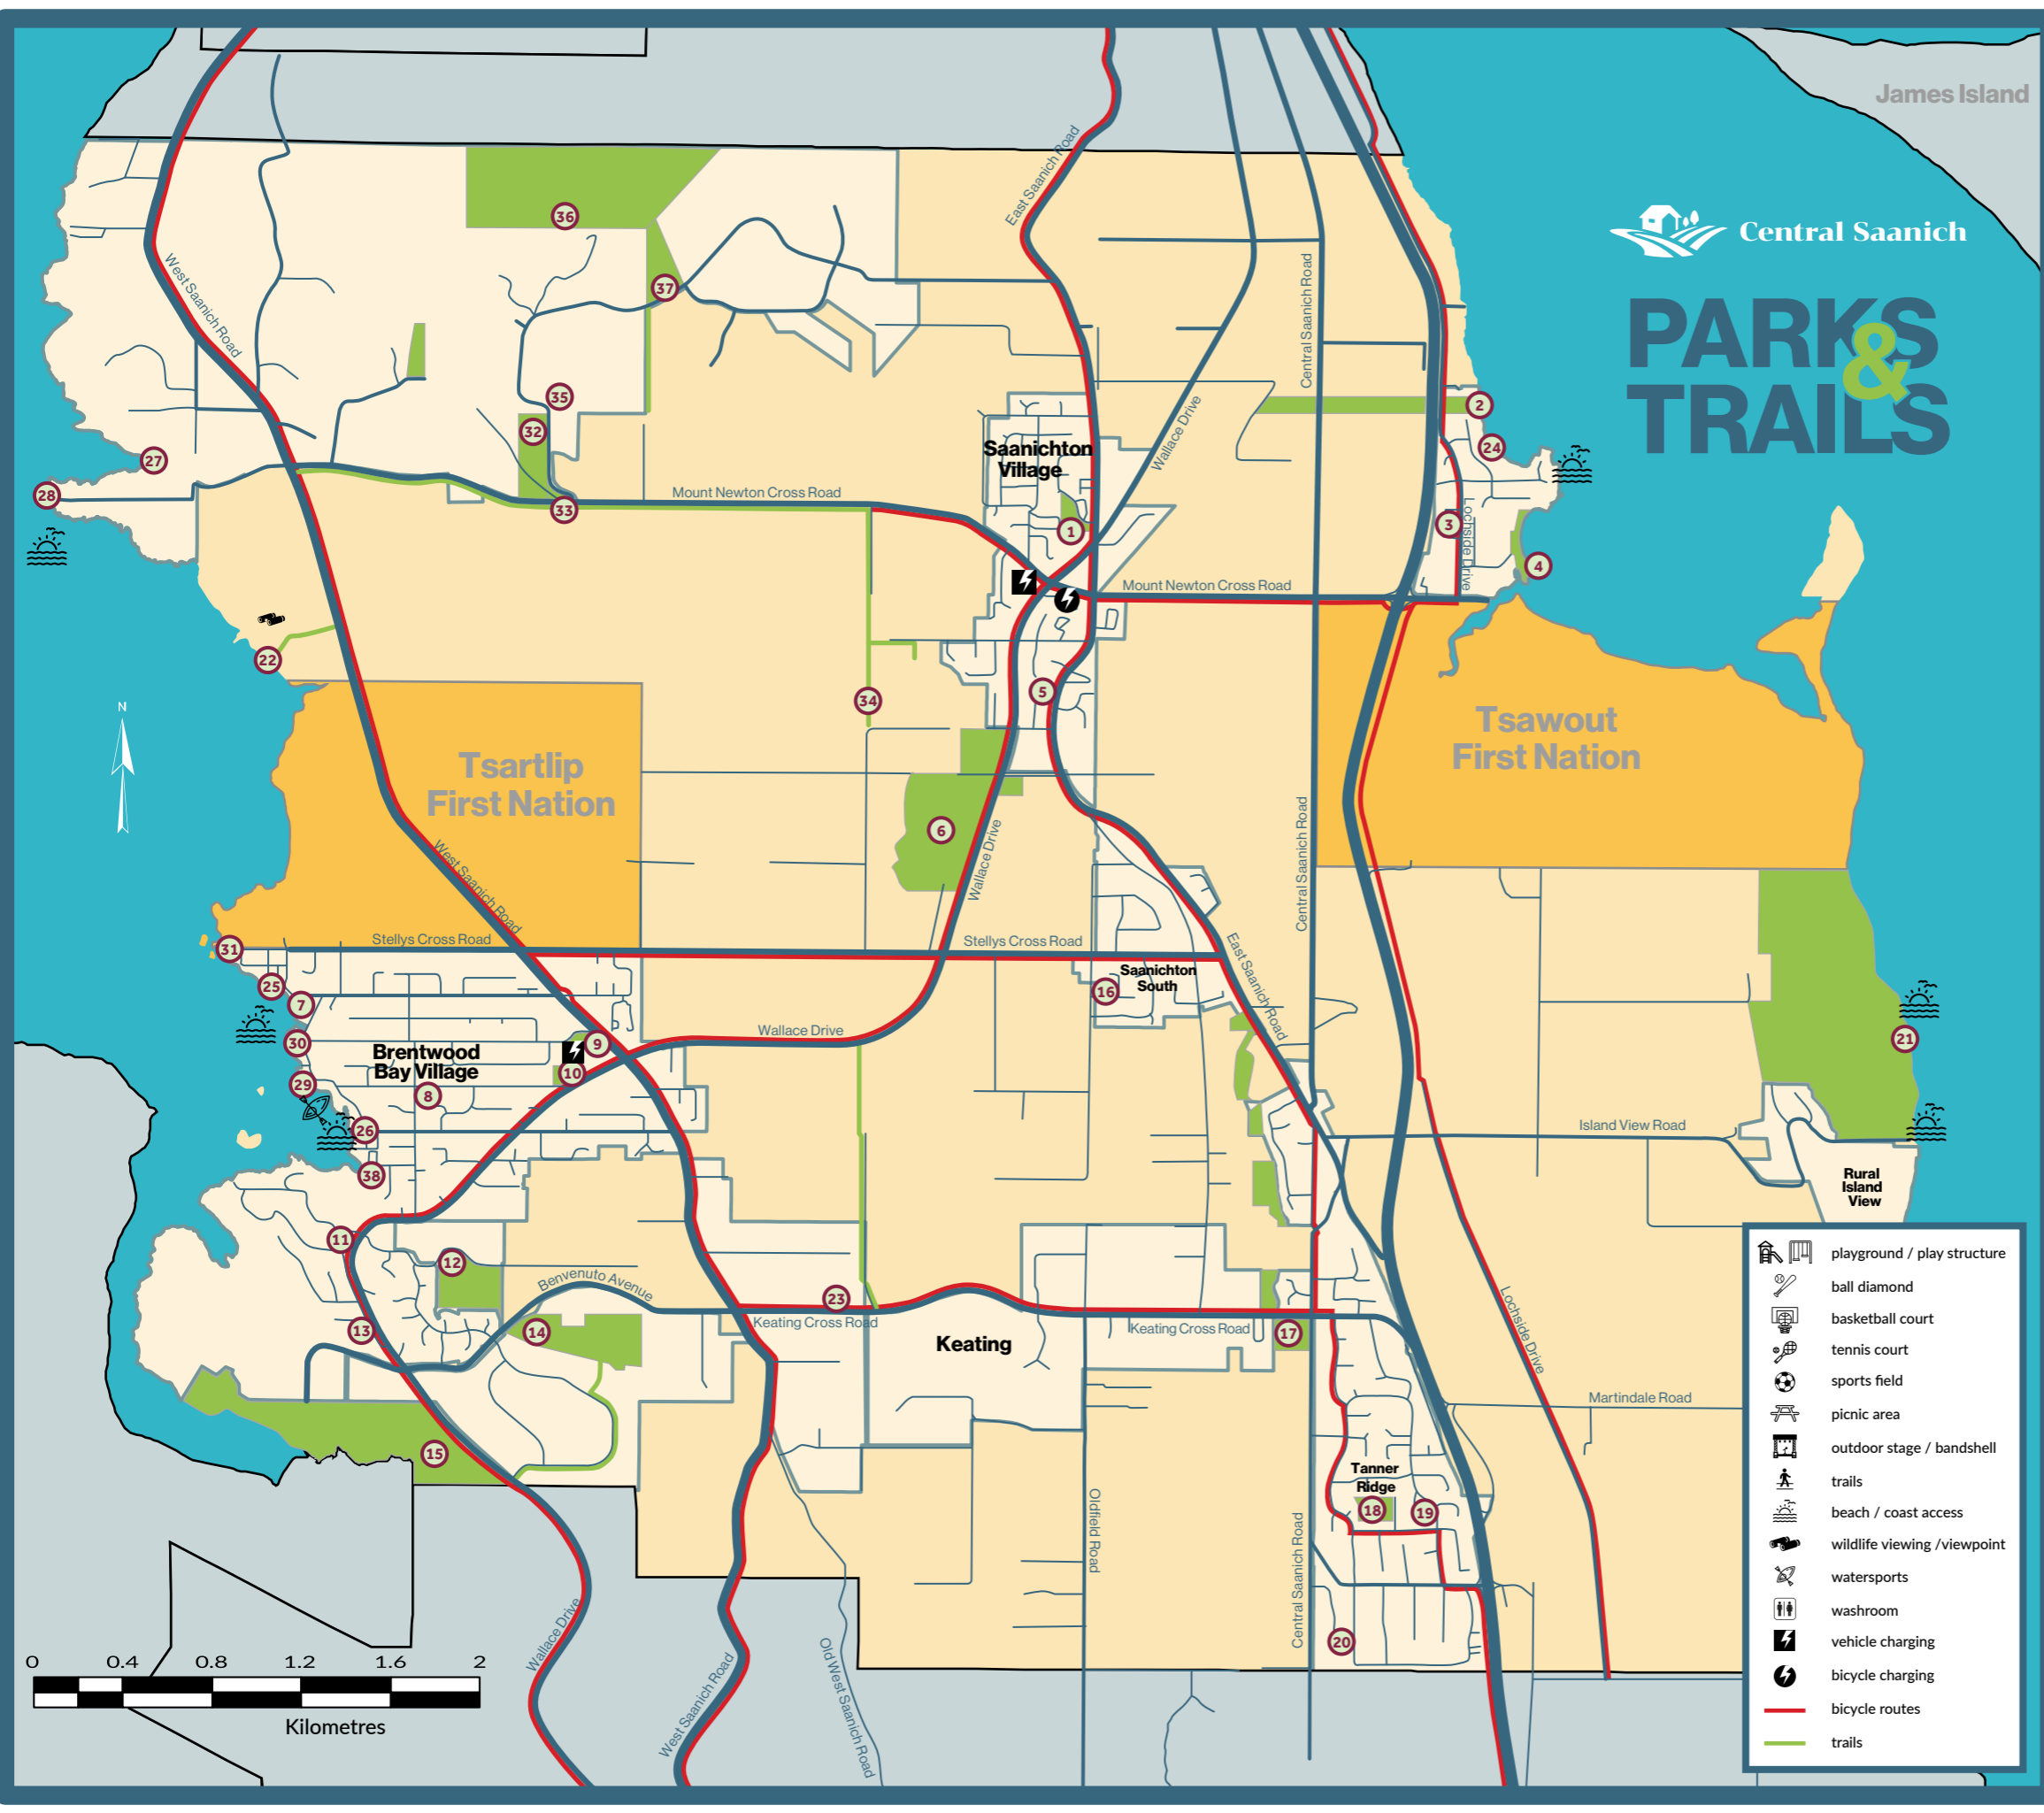 James Island
Central Saanich
PARKS
&
TRAILS
East Saanich Road
West Saanich Road
Central Saanich Road
Wallace Drive
36
37
35
32
2
24
27
28
Saanichton
Village
Mount Newton Cross Road
33
1
3
Lochside Drive
4
Mount Newton Cross Road
22
N
34
5
Tsawout
First Nation
Tsartlip
First Nation
6
Wallace Drive
Central Saanich Road
West Saanich Road
31
Stellys Cross Road
Stellys Cross Road
East Saanich Road
Saanichton
South
16
25
7
30
Wallace Drive
9
21
Brentwood
Bay Village
10
29
8
26
Island View Road
38
Rural
Island
View
11
12
Benvenuto Avenue
23
Keating Cross Road
Keating Cross Road
Keating
13
14
17
Lochside Drive
Martindale Road
15
Tanner
Ridge
18
19
Oldfield Road
Central Saanich Road
20
Wallace Drive
West Saanich Road
Old West Saanich Road
0 0.4 0.8 1.2 1.6 2
Kilometres
playground / play structure
ball diamond
basketball court
tennis court
sports field
picnic area
outdoor stage / bandshell
trails
beach / coast access
wildlife viewing /viewpoint
watersports
washroom
vehicle charging
bicycle charging
bicycle routes
trails